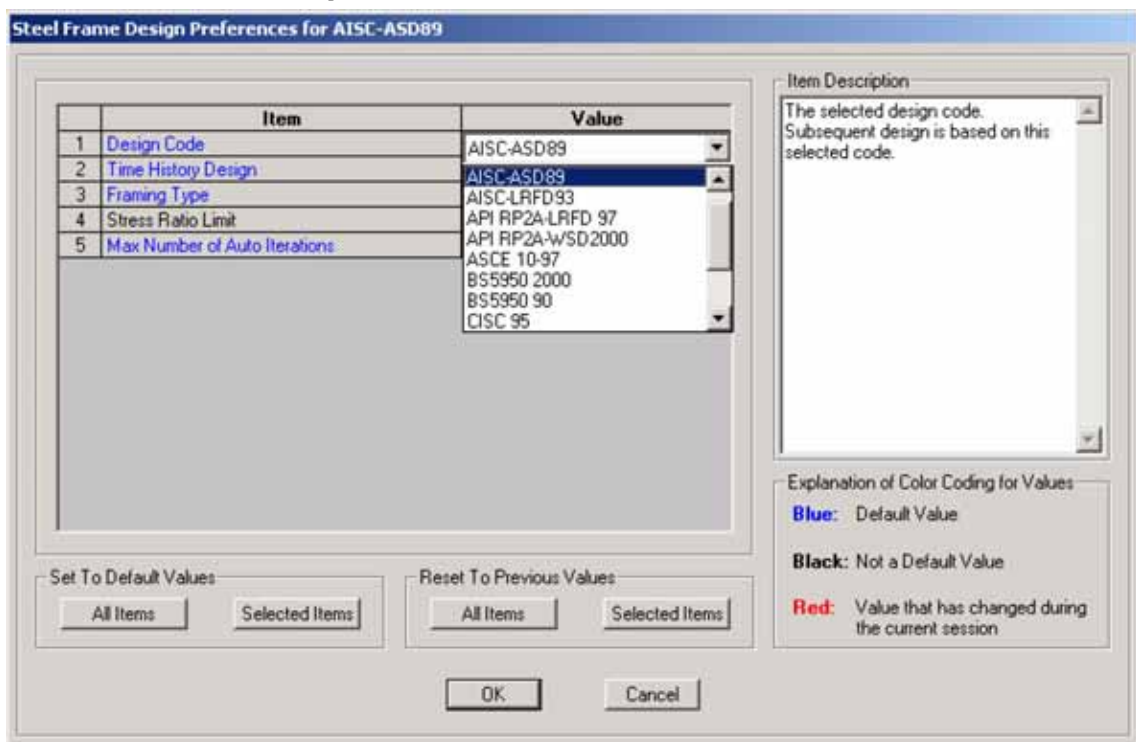 Steel Frame Design Preferences for AISC-ASD89
Item Value
1 Design Code AISC-ASD89
2 Time History Design
3 Framing Type
4 Stress Ratio Limit
5 Max Number of Auto Iterations
AISC-ASD89
AISC-LRFD93
API RP2A-LRFD 97
API RP2A-WSD2000
ASCE 10-97
BS5950 2000
BS5950 90
CISC 95
Item Description
The selected design code.
Subsequent design is based on this
selected code.
Explanation of Color Coding for Values
Blue: Default Value
Black: Not a Default Value
Red: Value that has changed during
the current session
Set To Default Values
All Items Selected Items
Reset To Previous Values
All Items Selected Items
OK Cancel